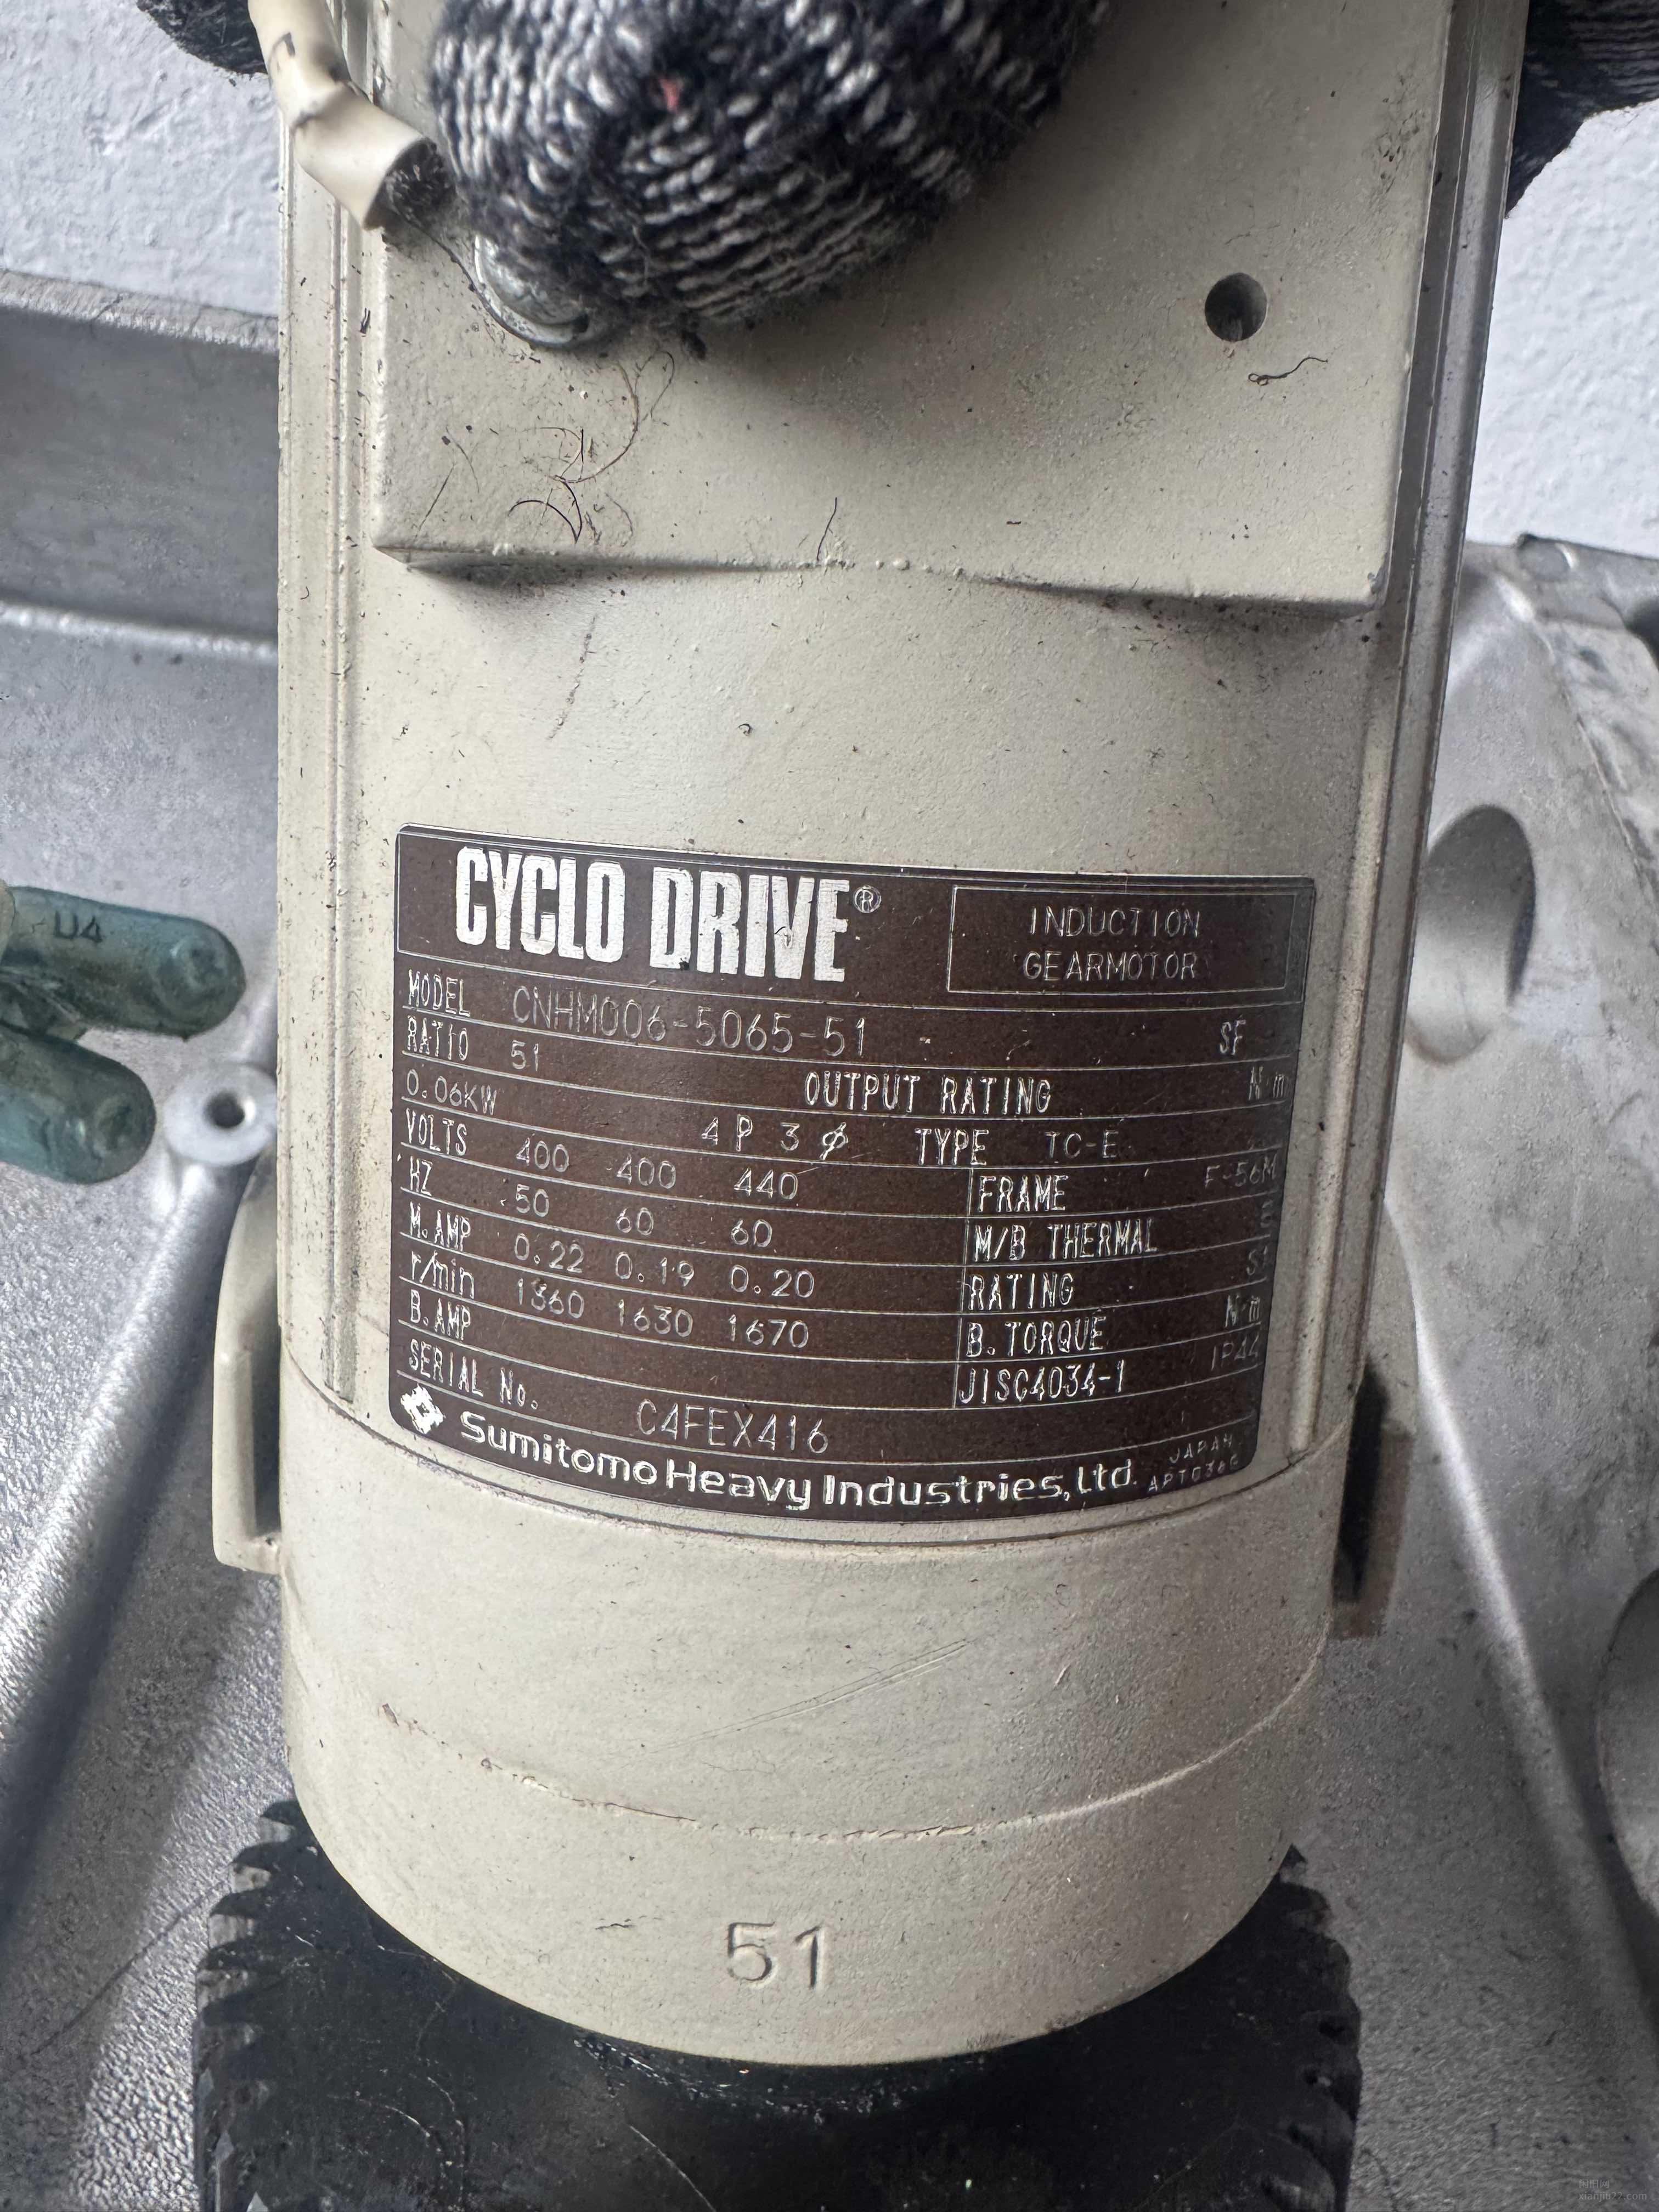 U4
CYCLO DRIVE®
INDUCTION
GEARMOTOR
MODEL CNHM006-5065-51 SF
RATIO 51 OUTPUT RATING N·m
0.06KW 4 P 3 ϕ TYPE TC-E
VOLTS 400 400 440 FRAME F-56M
HZ 50 60 60 M/B THERMAL E
M.AMP 0.22 0.19 0.20 RATING S1
r/min 1360 1630 1670 B.TORQUE N·m
B.AMP JISC4034-1 IP44
SERIAL No. C4FEX416
Sumitomo Heavy Industries, Ltd. JAPAN
51